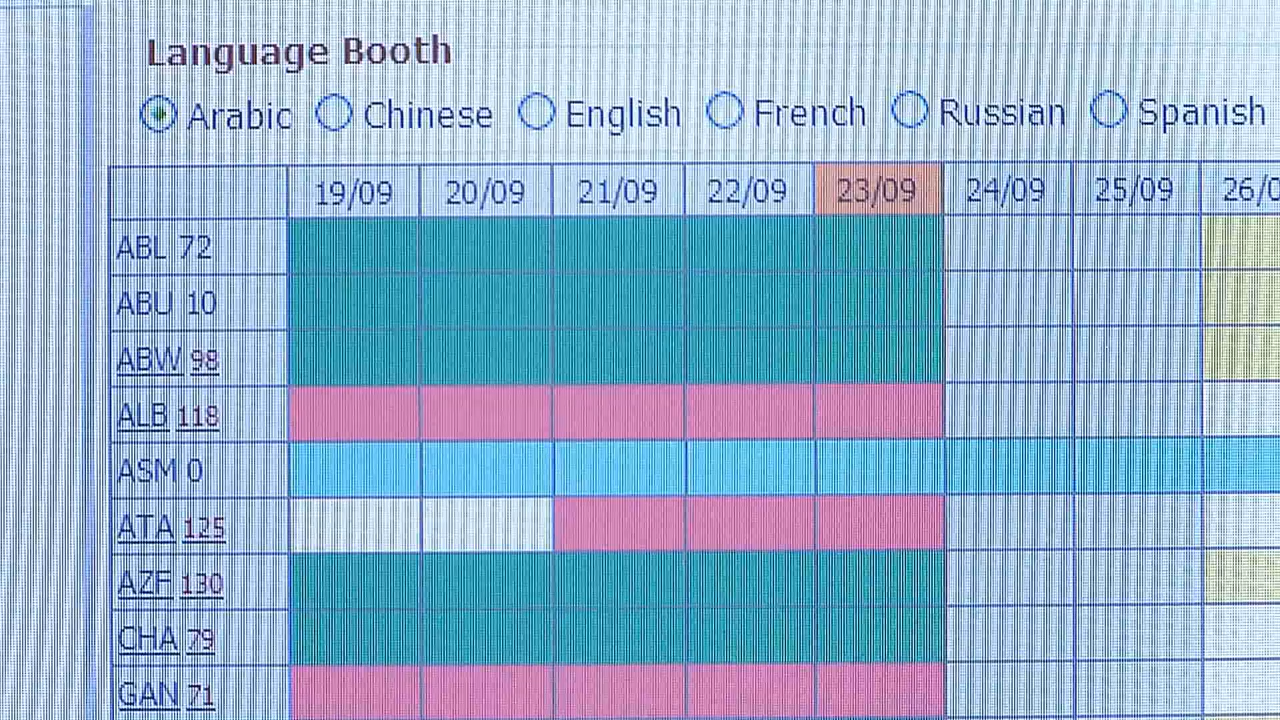 Language Booth
Arabic Chinese English French Russian Spanish
19/09 20/09 21/09 22/09 23/09 24/09 25/09
ABL 72
ABU 10
ABW 98
ALB 118
ASM 0
ATA 125
AZF 130
CHA 79
GAN 71